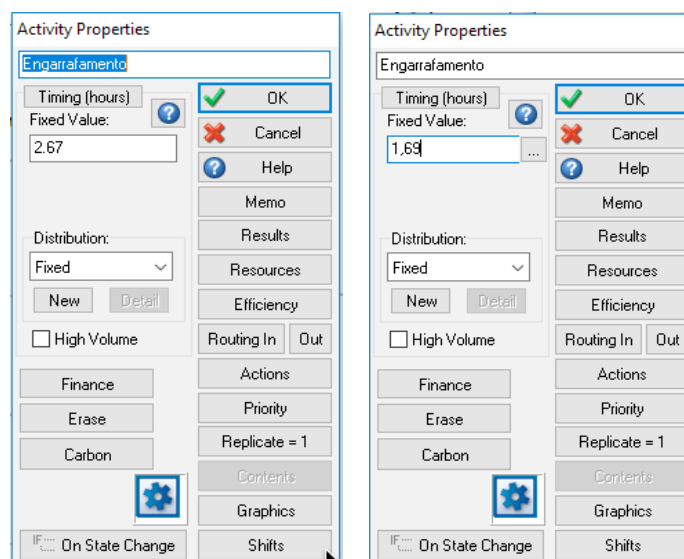 Activity Properties
Engarrafamento
Timing (hours)
OK
Fixed Value:
2.67
Cancel
Help
Memo
Distribution:
Results
Fixed
Resources
New
Detail
Efficiency
High Volume
Routing In
Out
Finance
Actions
Erase
Priority
Carbon
Replicate = 1
Contents
Graphics
IF
On State Change
Shifts
Activity Properties
Engarrafamento
Timing (hours)
OK
Fixed Value:
1,69
...
Cancel
Help
Memo
Distribution:
Results
Fixed
Resources
New
Detail
Efficiency
High Volume
Routing In
Out
Finance
Actions
Erase
Priority
Carbon
Replicate = 1
Contents
Graphics
IF
On State Change
Shifts